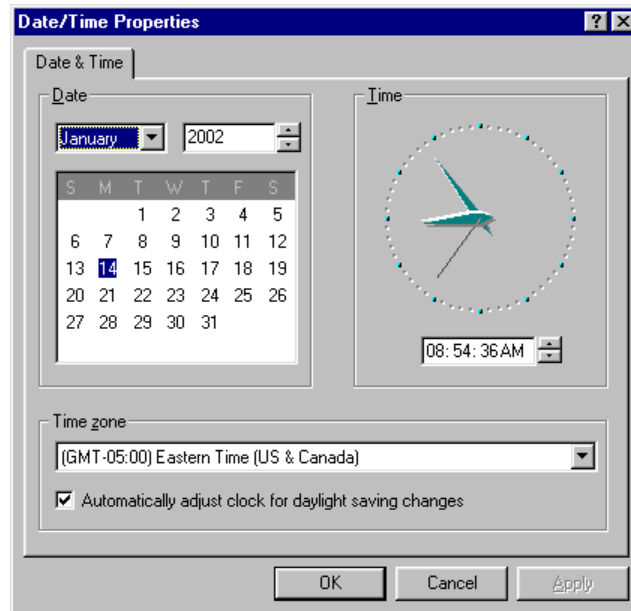 Date/Time Properties
? x
Date & Time
Date
January 2002
S M T W T F S
1 2 3 4 5
6 7 8 9 10 11 12
13 14 15 16 17 18 19
20 21 22 23 24 25 26
27 28 29 30 31
Time
08:54:36AM
Time zone
(GMT-05:00) Eastern Time (US & Canada)
Automatically adjust clock for daylight saving changes
OK Cancel Apply